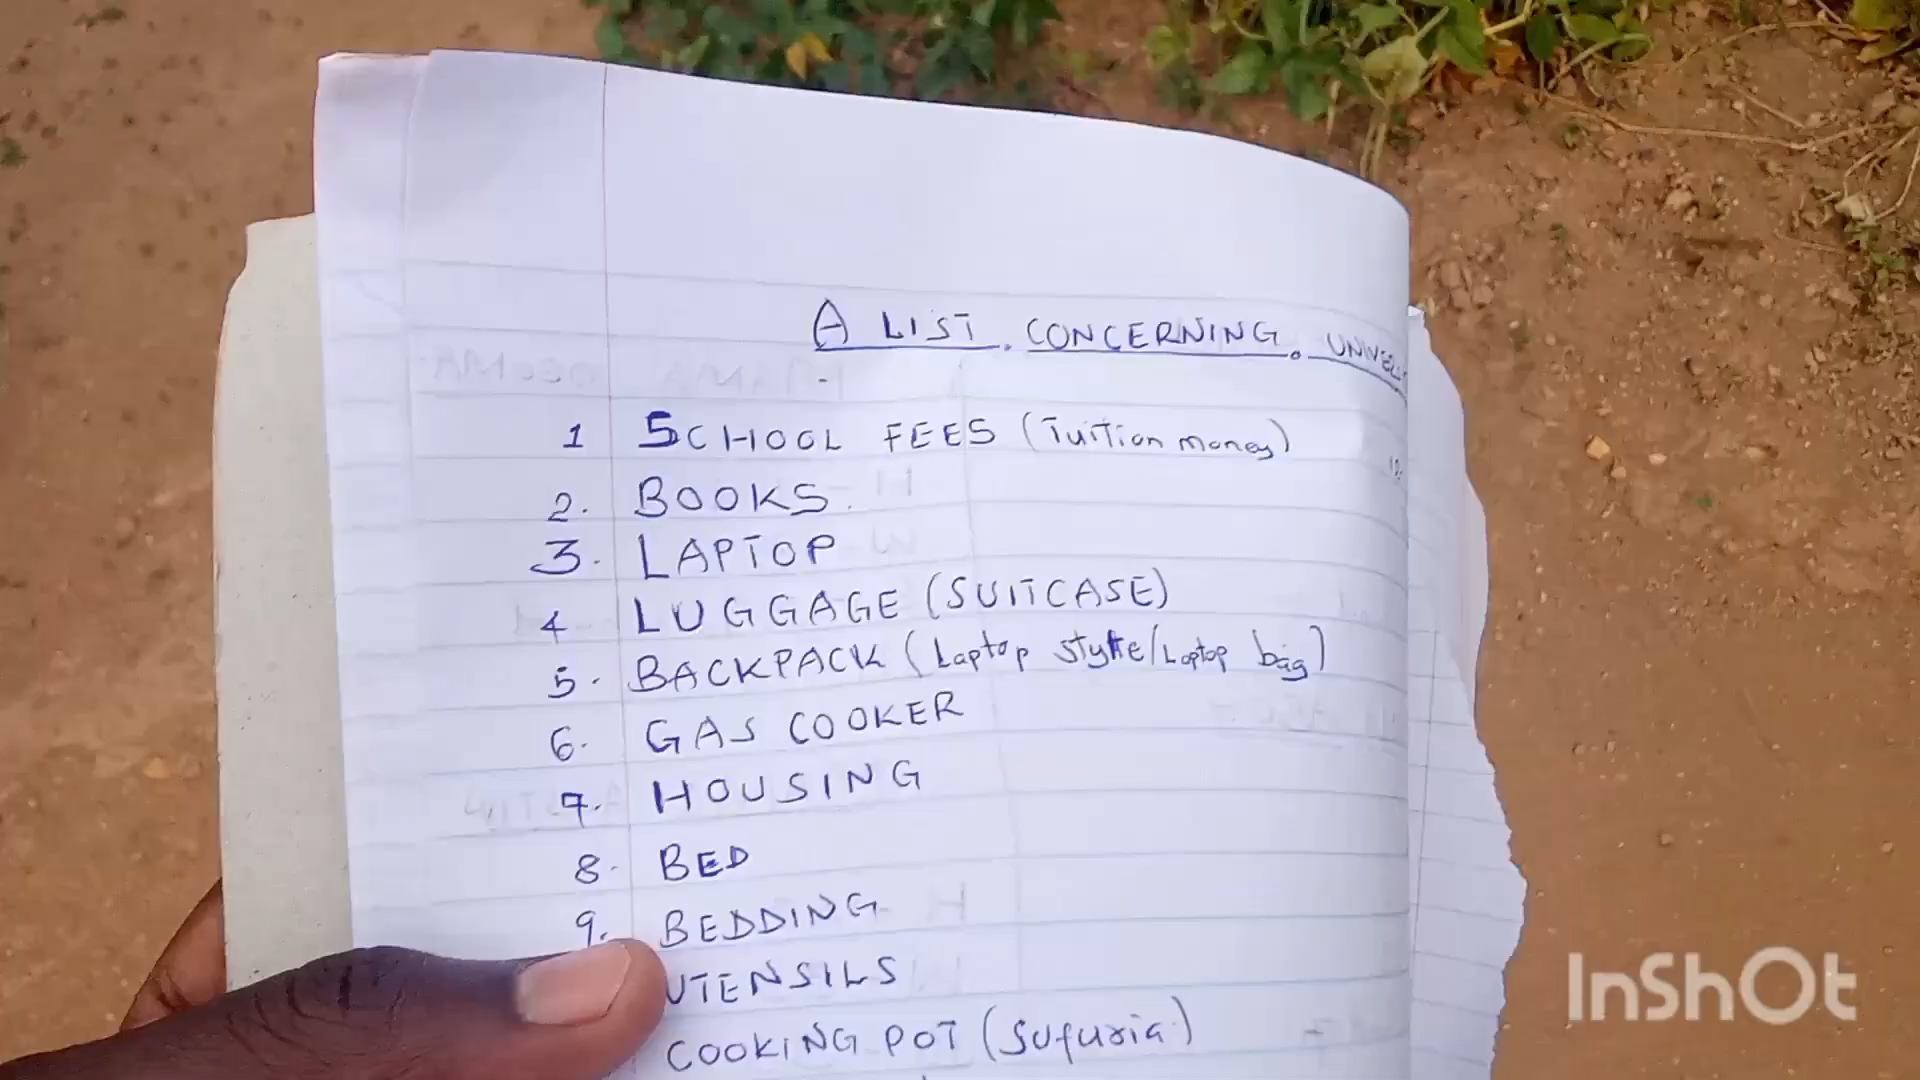 A LIST. CONCERNING.
1 SCHOOL FEES (Tuition money)
2. BOOKS.
3. LAPTOP
4 LUGGAGE (SUITCASE)
5. BACKPACK (Laptop style/Laptop bag)
6. GAS COOKER
7. HOUSING
8. BED
9. BEDDING
UTENSILS
COOKING POT (Sufuria)
InShOt